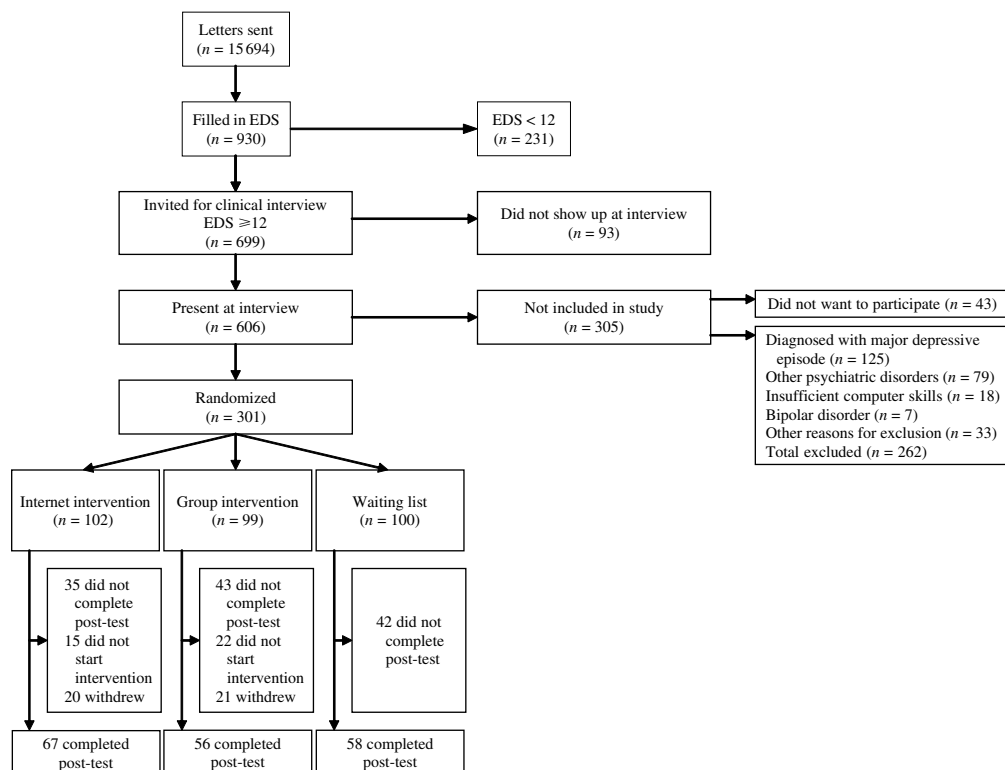 Letters sent
(n = 15 694)
Filled in EDS
(n = 930)
EDS < 12
(n = 231)
Invited for clinical interview
EDS ⩾12
(n = 699)
Did not show up at interview
(n = 93)
Present at interview
(n = 606)
Not included in study
(n = 305)
Did not want to participate (n = 43)
Diagnosed with major depressive
episode (n = 125)
Other psychiatric disorders (n = 79)
Insufficient computer skills (n = 18)
Bipolar disorder (n = 7)
Other reasons for exclusion (n = 33)
Total excluded (n = 262)
Randomized
(n = 301)
Internet intervention
(n = 102)
Group intervention
(n = 99)
Waiting list
(n = 100)
35 did not
complete
post-test
15 did not
start
intervention
20 withdrew
43 did not
complete
post-test
22 did not
start
intervention
21 withdrew
42 did not
complete
post-test
67 completed
post-test
56 completed
post-test
58 completed
post-test